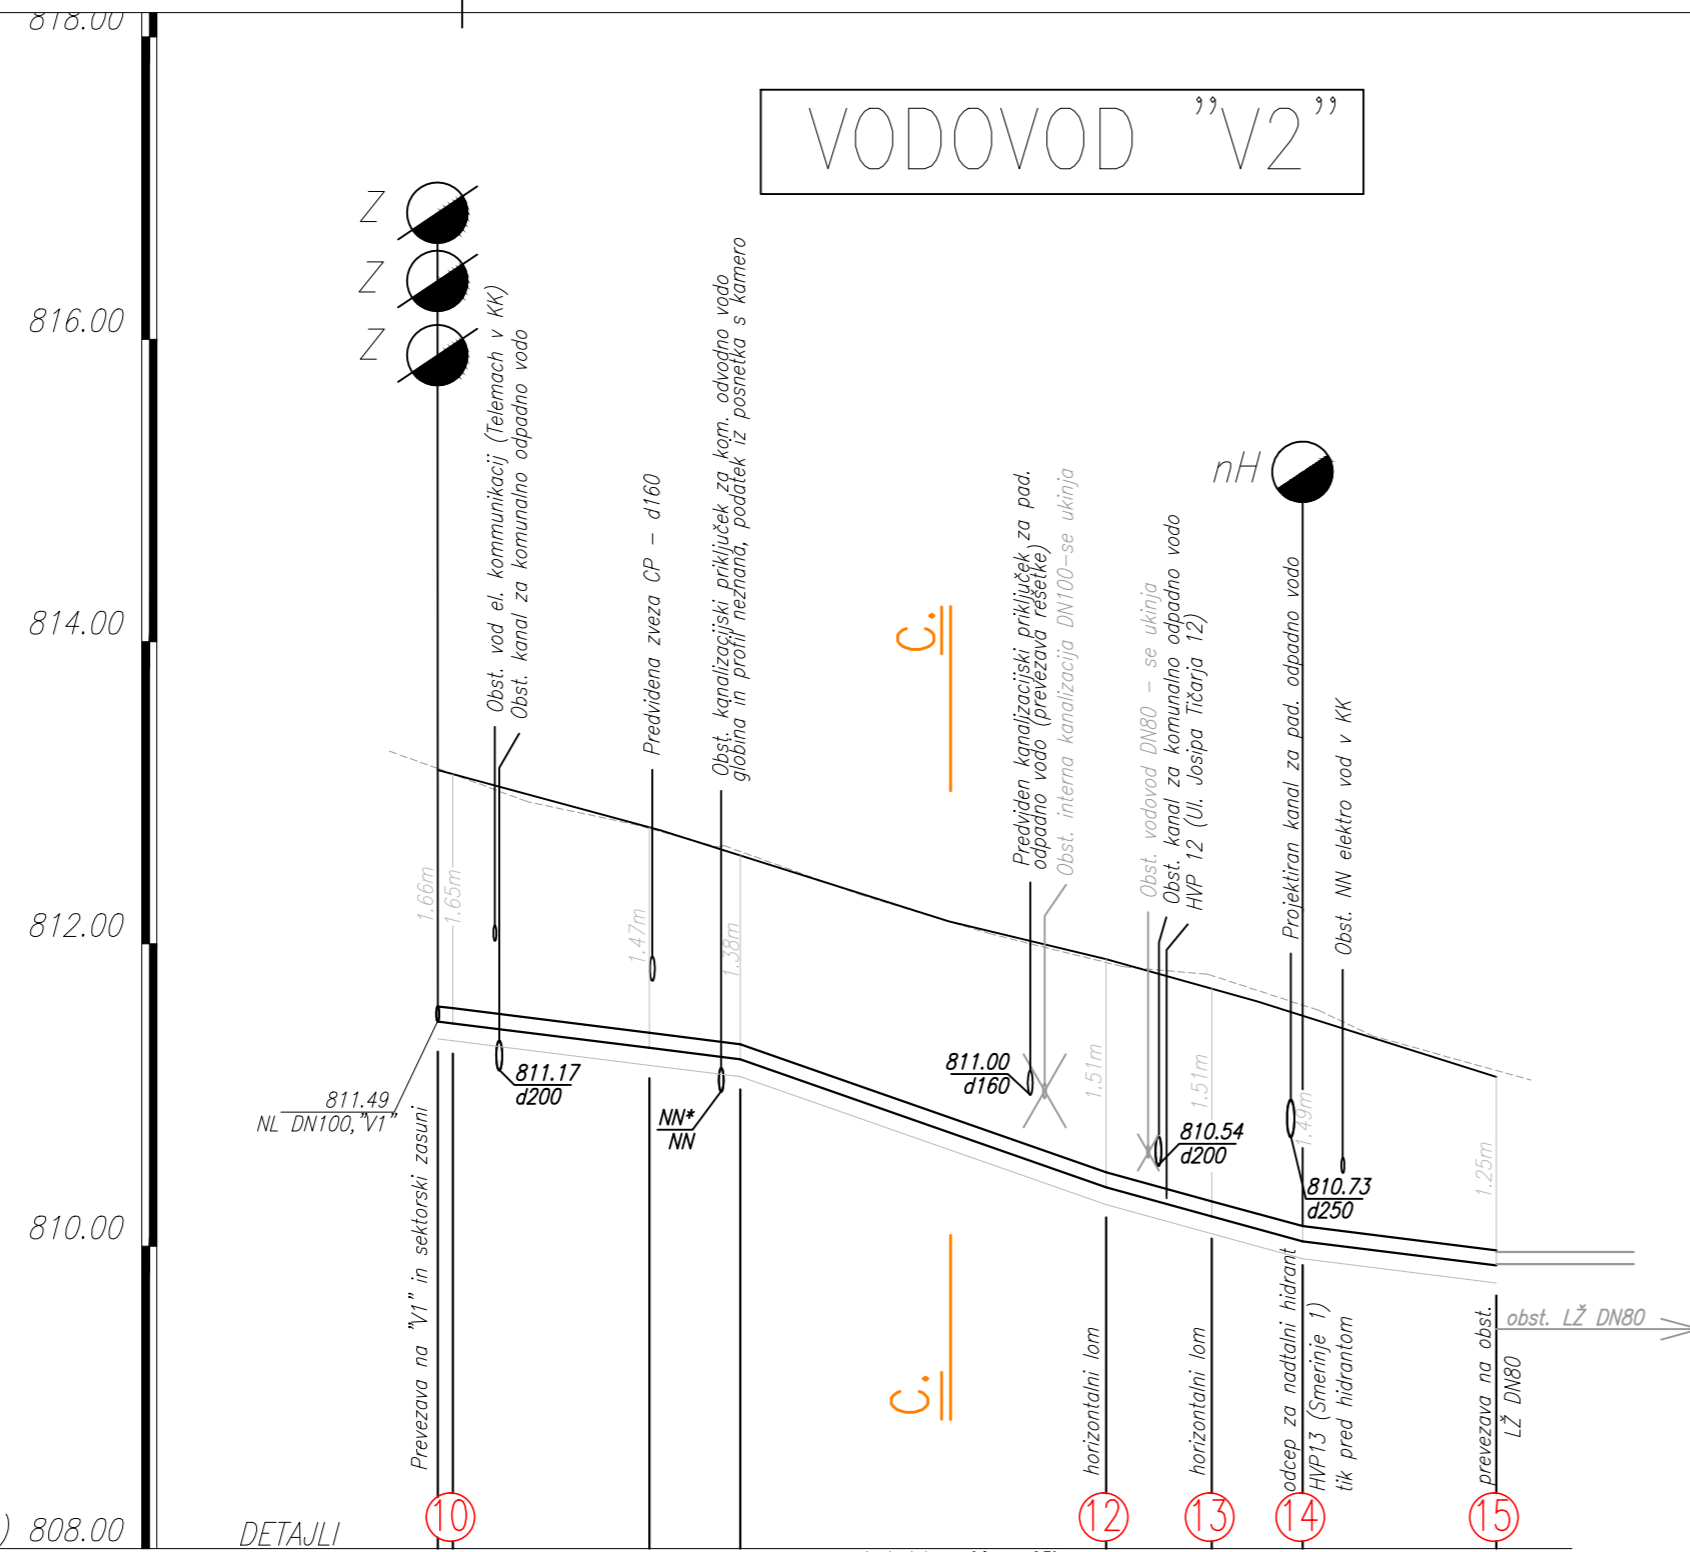 818.00
816.00
814.00
812.00
810.00
808.00
VODOVOD "V2"
Z
Z
Z
nH
Obst. vod el. kommunikacij (Telemach v KK)
Obst. kanal za komunalno odpadno vodo
Predvidena zveza CP - d160
Obst. kanalizacijski priključek za kom. odvodno vodo
globina in profil neznana, podatek iz posnetka s kamero
C.
Predviden kanalizacijski priključek za pad.
odpadno vodo (prevezava rešetke)
Obst. interna kanalizacija DN100-se ukinja
Obst. vodovod DN80 - se ukinja
Obst. kanal za komunalno odpadno vodo
HVP 12 (Ul. Josipa Tičarja 12)
Projektiran kanal za pad. odpadno vodo
Obst. NN elektro vod v KK
1.66m
1.65m
1.47m
1.38m
1.51m
1.51m
1.49m
1.25m
811.49
NL DN100,"V1"
811.17
d200
NN*
NN
811.00
d160
810.54
d200
810.73
d250
C.
Prevezava na "V1" in sektorski zasuni
horizontalni lom
horizontalni lom
odcep za nadtalni hidrant
HVP13 (Smerinje 1)
tik pred hidrantom
prevezava na obst.
LŽ DN80
obst. LŽ DN80
DETAJLI
10
12
13
14
15